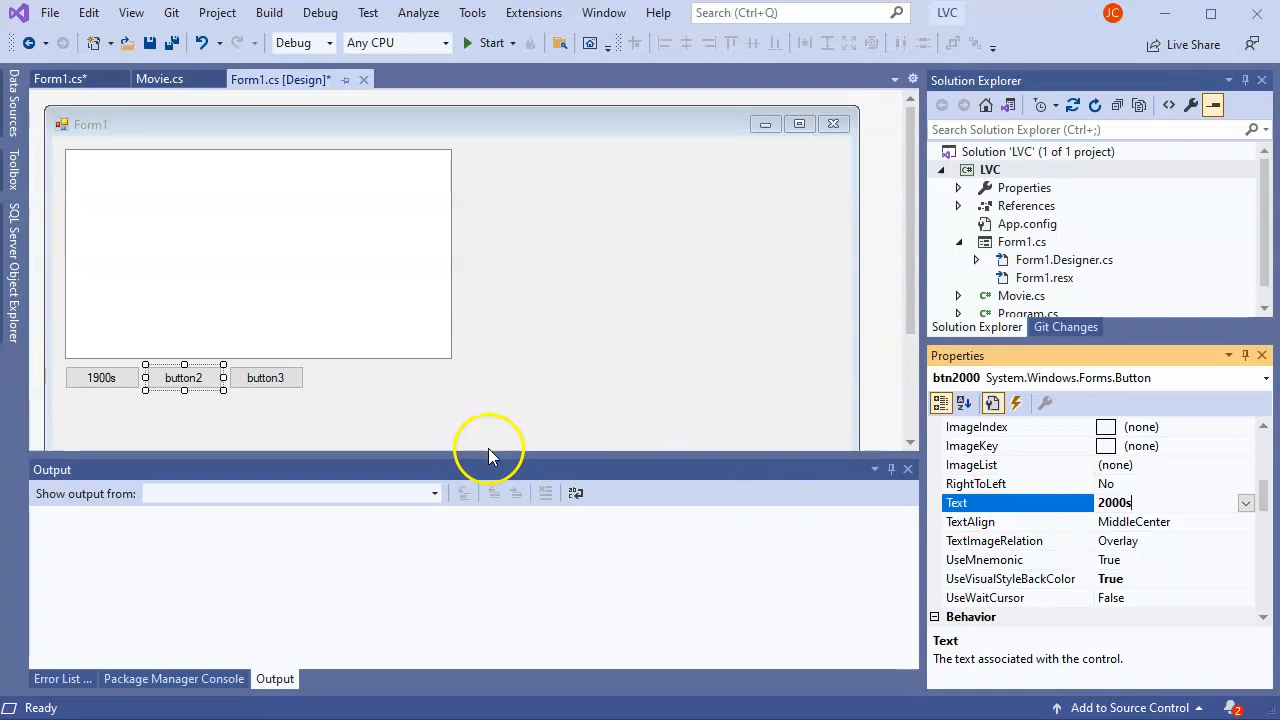 File Edit View Git Project Build Debug Test Analyze Tools Extensions Window Help Search (Ctrl+Q) LVC JC
Debug Any CPU Start Live Share
Form1.cs* Movie.cs Form1.cs [Design]*
Data Sources
Toolbox
SQL Server Object Explorer
Form1
1900s button2 button3
Output
Show output from:
Error List ... Package Manager Console Output
Solution Explorer
Search Solution Explorer (Ctrl+;)
Solution 'LVC' (1 of 1 project)
LVC
Properties
References
App.config
Form1.cs
Form1.Designer.cs
Form1.resx
Movie.cs
Program.cs
Solution Explorer Git Changes
Properties
btn2000 System.Windows.Forms.Button
ImageIndex (none)
ImageKey (none)
ImageList (none)
RightToLeft No
Text 2000s
TextAlign MiddleCenter
TextImageRelation Overlay
UseMnemonic True
UseVisualStyleBackColor True
UseWaitCursor False
Behavior
Text
The text associated with the control.
Ready Add to Source Control 2